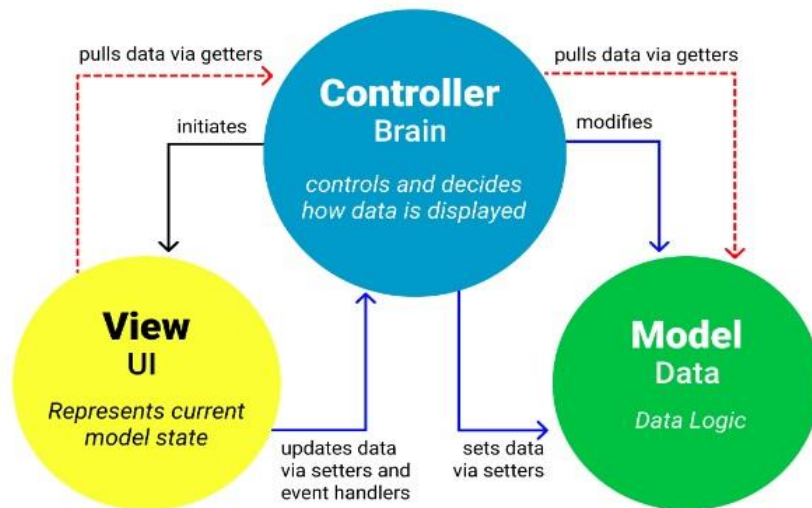 pulls data via getters
pulls data via getters
Controller
Brain
controls and decides
how data is displayed
initiates
modifies
View
UI
Represents current
model state
Model
Data
Data Logic
updates data
via setters and
event handlers
sets data
via setters